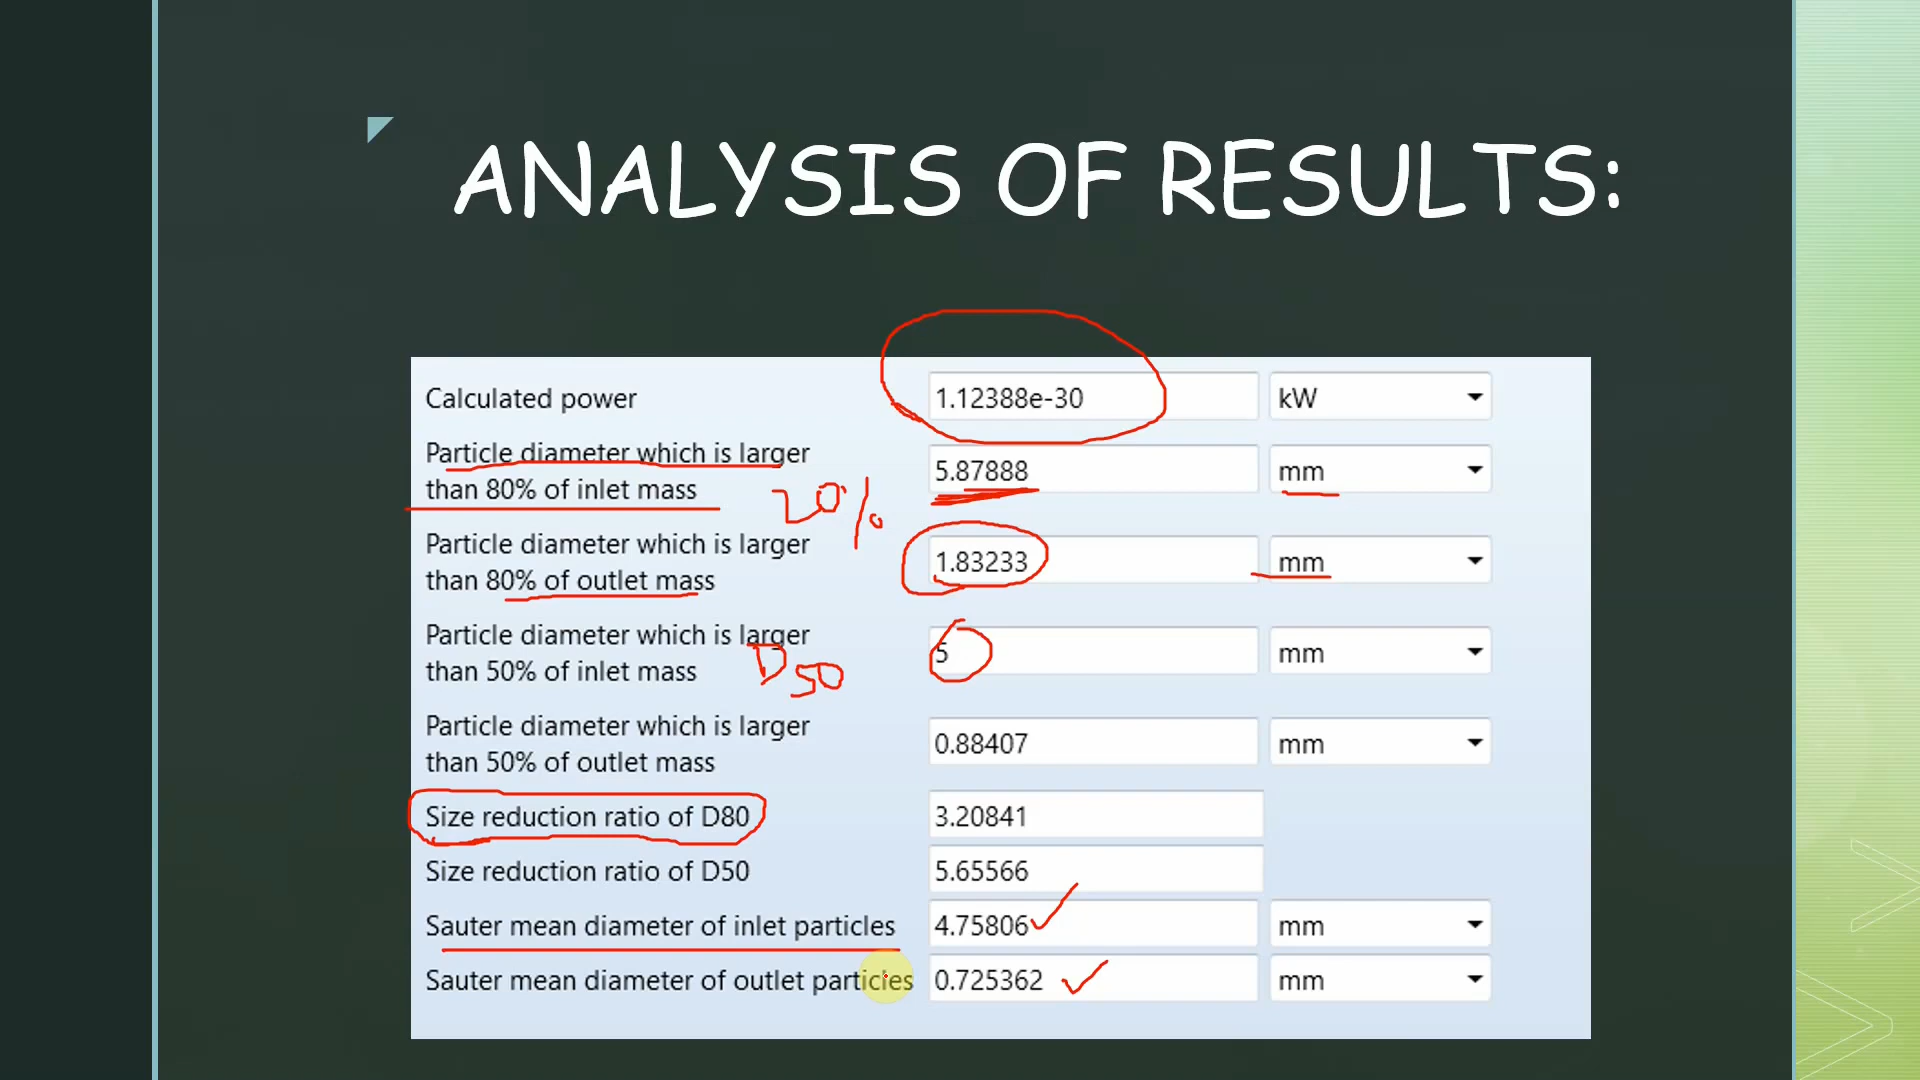 ANALYSIS OF RESULTS:
Calculated power 1.12388e-30 kW
Particle diameter which is larger
than 80% of inlet mass 5.87888 mm
20%
Particle diameter which is larger
than 80% of outlet mass 1.83233 mm
Particle diameter which is larger
than 50% of inlet mass 5 mm
D50
Particle diameter which is larger
than 50% of outlet mass 0.88407 mm
Size reduction ratio of D80 3.20841
Size reduction ratio of D50 5.65566
Sauter mean diameter of inlet particles 4.75806 mm
Sauter mean diameter of outlet particles 0.725362 mm